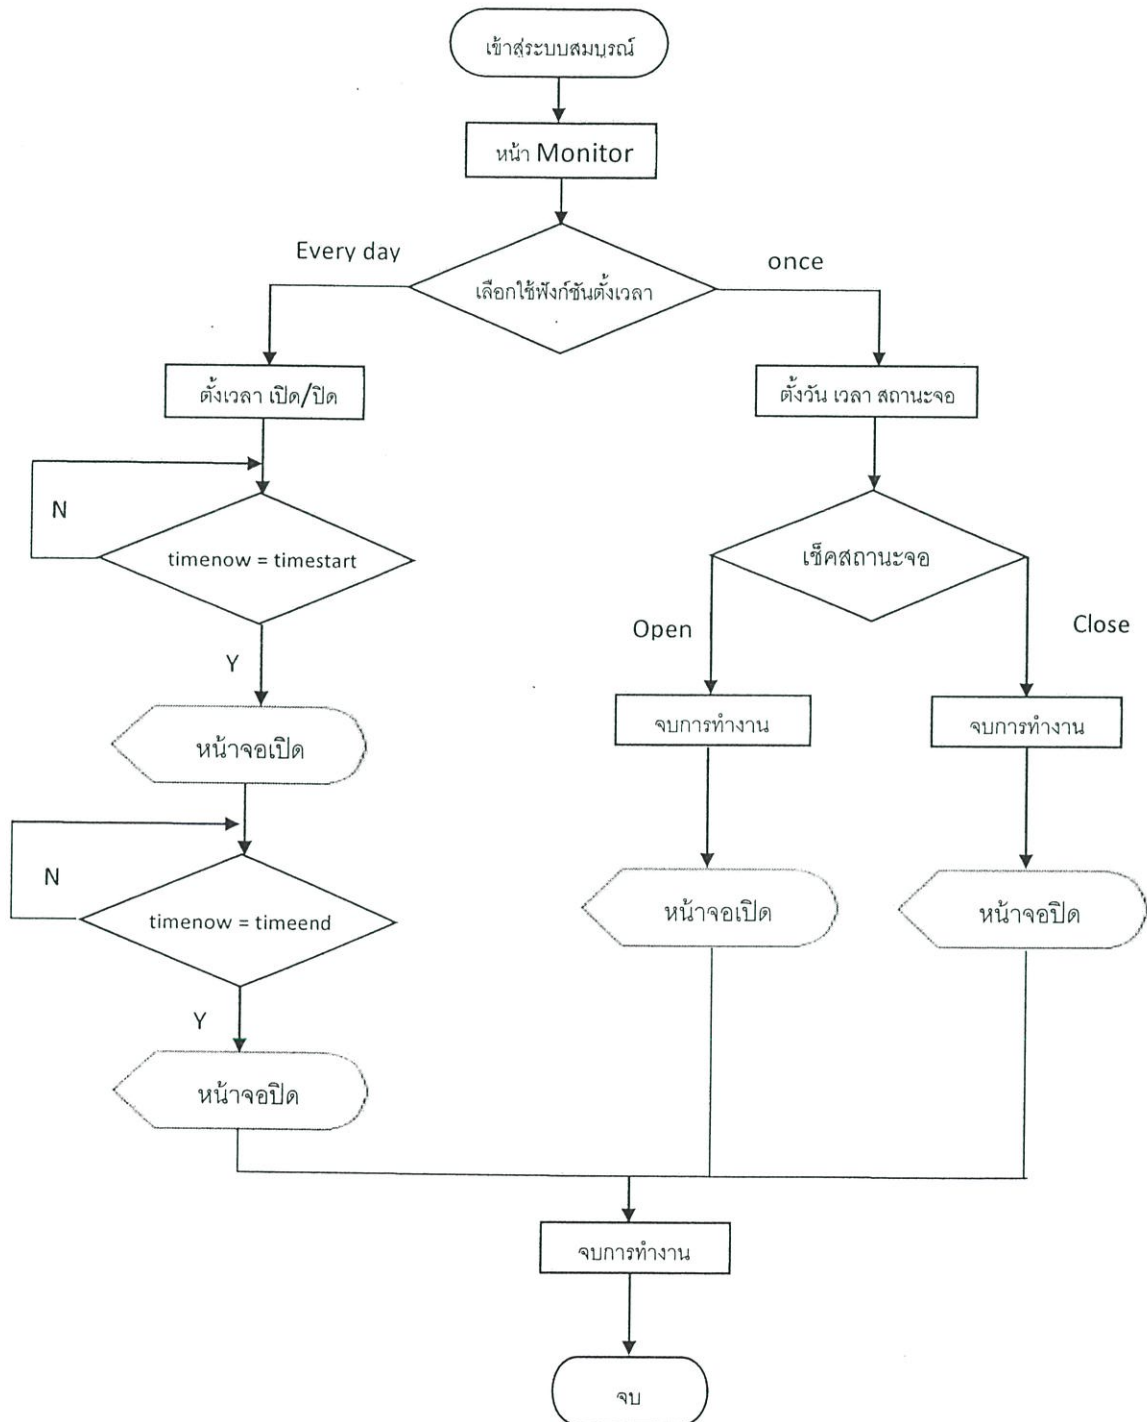 เข้าสู่ระบบสมบูรณ์
หน้า Monitor
Every day
once
เลือกใช้ฟังก์ชันตั้งเวลา
ตั้งเวลา เปิด/ปิด
ตั้งวัน เวลา สถานะจอ
N
timenow = timestart
เช็คสถานะจอ
Open
Close
Y
จบการทำงาน
จบการทำงาน
หน้าจอเปิด
N
timenow = timeend
หน้าจอเปิด
หน้าจอปิด
Y
หน้าจอปิด
จบการทำงาน
จบ